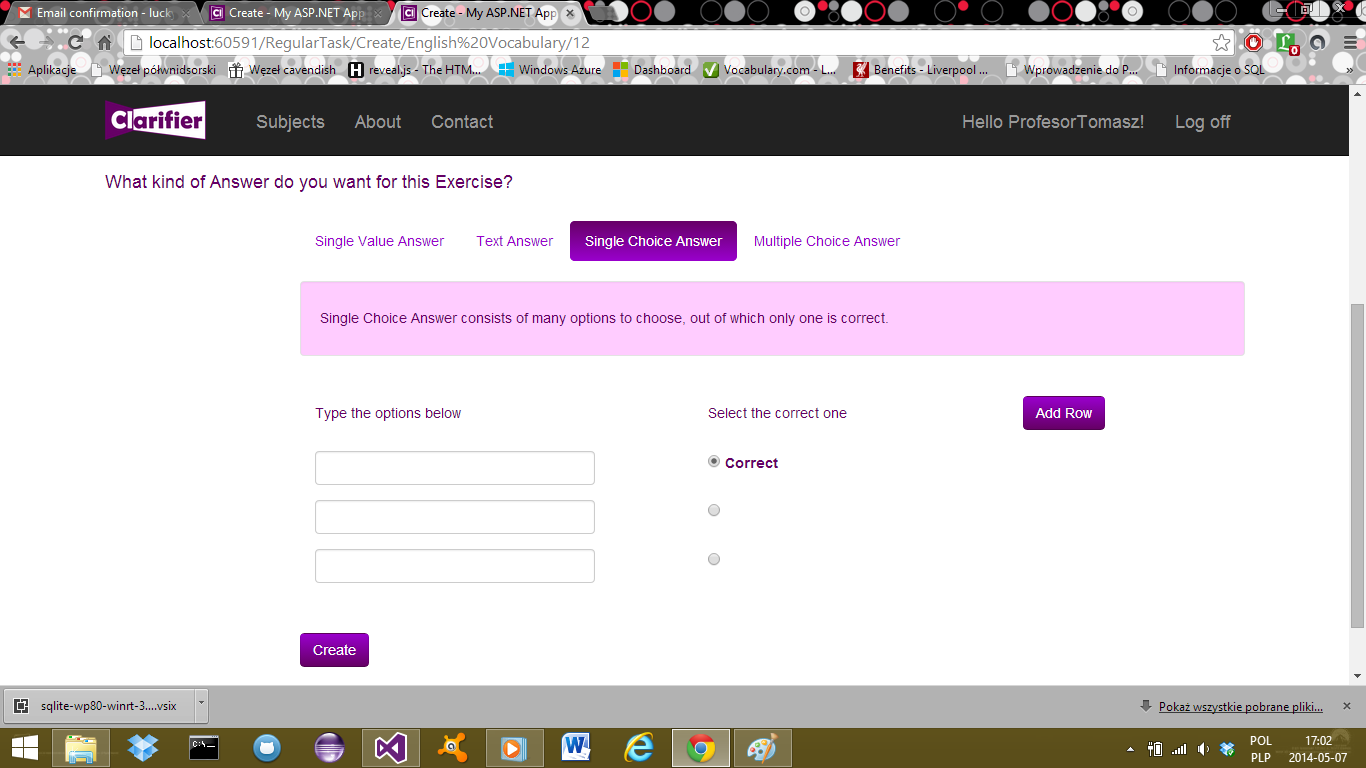 Email confirmation - lucky
Create - My ASP.NET App
Create - My ASP.NET App
localhost:60591/RegularTask/Create/English%20Vocabulary/12
Aplikacje Węzeł półwnidsorski Węzeł cavendish reveal.js - The HTM... Windows Azure Dashboard Vocabulary.com - L... Benefits - Liverpool ... Wprowadzenie do P... Informacje o SQL »
Clarifier Subjects About Contact Hello ProfesorTomasz! Log off
What kind of Answer do you want for this Exercise?
Single Value Answer Text Answer Single Choice Answer Multiple Choice Answer
Single Choice Answer consists of many options to choose, out of which only one is correct.
Type the options below Select the correct one Add Row
Correct
Create
sqlite-wp80-winrt-3....vsix Pokaż wszystkie pobrane pliki...
POL 17:02
PLP 2014-05-07